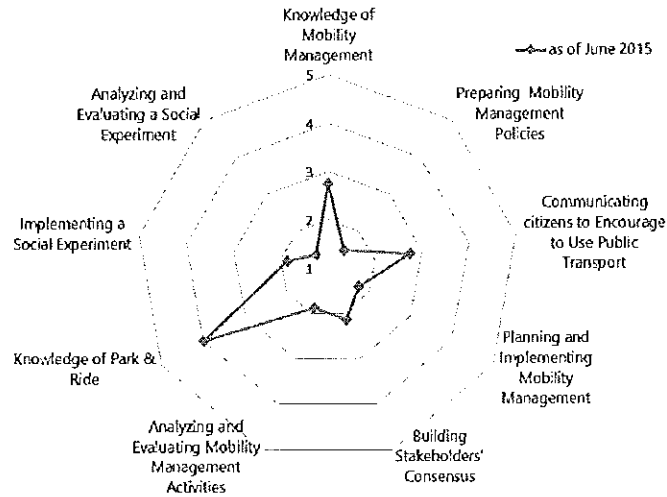 Knowledge of
Mobility
Management
as of June 2015
5
Analyzing and
Evaluating a Social
Experiment
Preparing Mobility
Management
Policies
4
3
2
1
Implementing a
Social Experiment
Communicating
citizens to Encourage
to Use Public
Transport
Knowledge of Park &
Ride
Planning and
Implementing
Mobility
Management
Analyzing and
Evaluating Mobility
Management
Activities
Building
Stakeholders'
Consensus